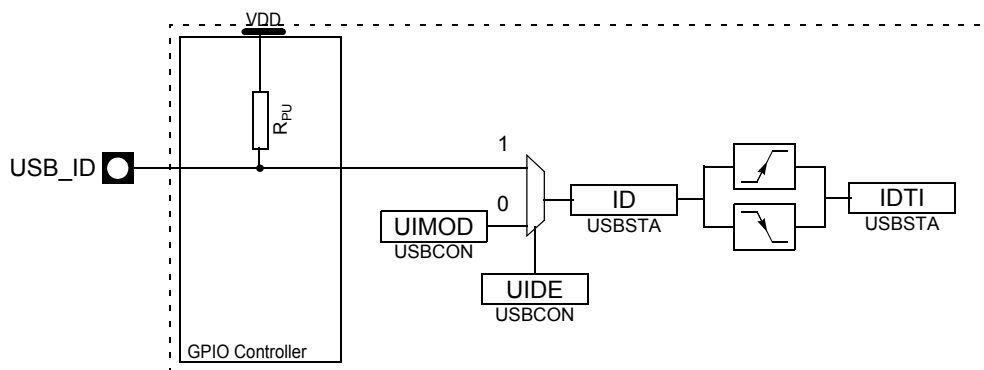 VDD
RPU
USB_ID
1
0
UIMOD
USBCON
UIDE
USBCON
ID
USBSTA
IDTI
USBSTA
GPIO Controller